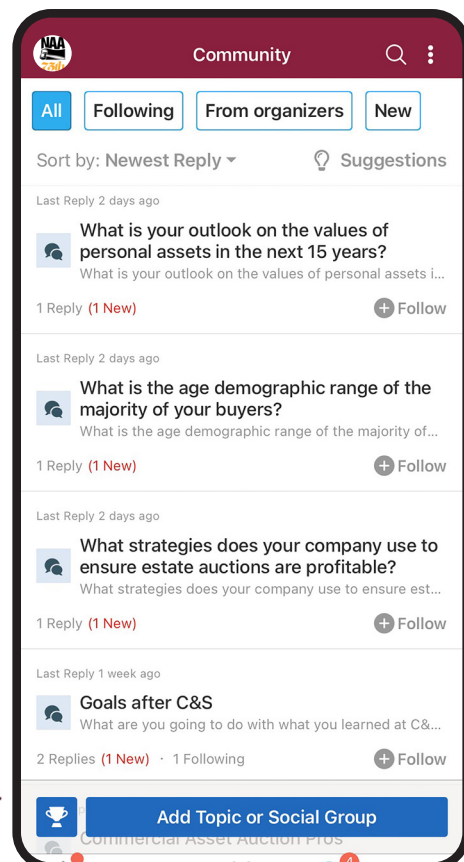 NAA
73rd
Community
All
Following
From organizers
New
Sort by: Newest Reply
Suggestions
Last Reply 2 days ago
What is your outlook on the values of
personal assets in the next 15 years?
What is your outlook on the values of personal assets i...
1 Reply (1 New)
Follow
Last Reply 2 days ago
What is the age demographic range of the
majority of your buyers?
What is the age demographic range of the majority of...
1 Reply (1 New)
Follow
Last Reply 2 days ago
What strategies does your company use to
ensure estate auctions are profitable?
What strategies does your company use to ensure est...
1 Reply (1 New)
Follow
Last Reply 1 week ago
Goals after C&S
What are you going to do with what you learned at C&...
2 Replies (1 New) · 1 Following
Follow
Add Topic or Social Group
Commercial Asset Auction Pros
4